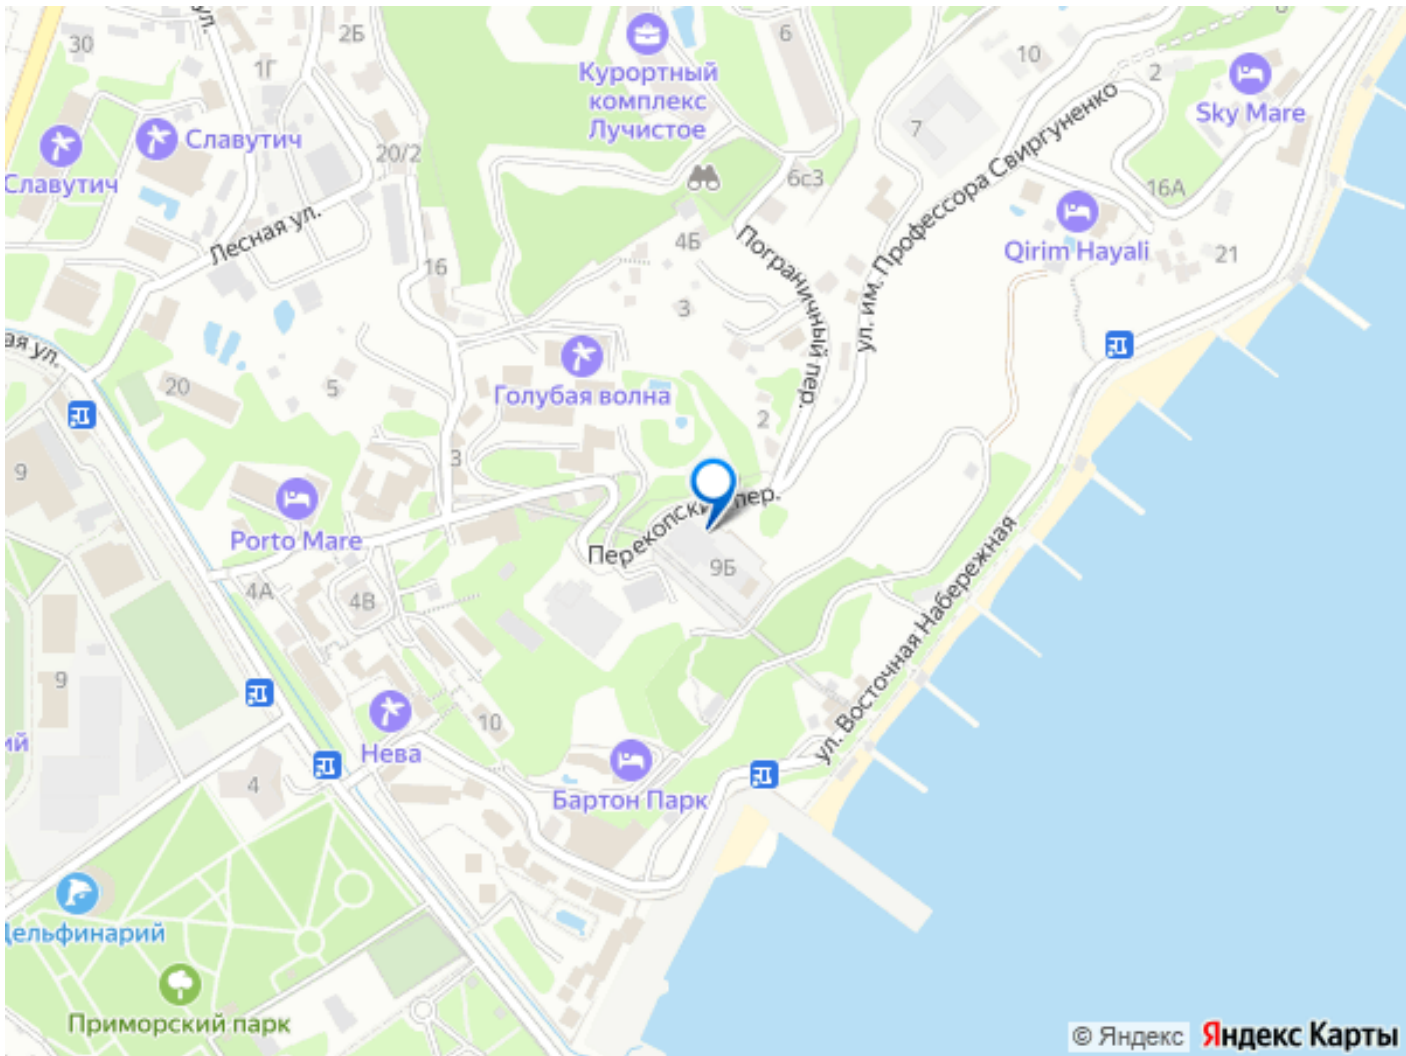 ул.
30
2Б
1Г
6
10
2
Курортный
комплекс
Лучистое
Sky Mare
7
Славутич
20/2
Славутич
6с3
16А
ул. им. Профессора Свиргуненко
Лесная ул.
4Б
Пограничный пер.
Qirim Hayali
21
16
3
ая ул.
20
5
Голубая волна
2
9
3
Porto Mare
Перекопский пер.
9Б
4А
4В
ул. Восточная Набережная
9
ий
10
Нева
4
Бартон Парк
Дельфинарий
Приморский парк
© Яндекс Яндекс Карты